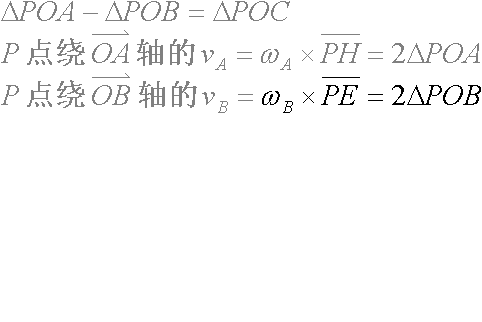 ΔPOA − ΔPOB = ΔPOC
P 点绕 $\overrightarrow{OA}$ 轴的 $v_A = \omega_A \times \overline{PH} = 2\Delta POA$
P 点绕 $\overrightarrow{OB}$ 轴的 $v_B = \omega_B \times \overline{PE} = 2\Delta POB$